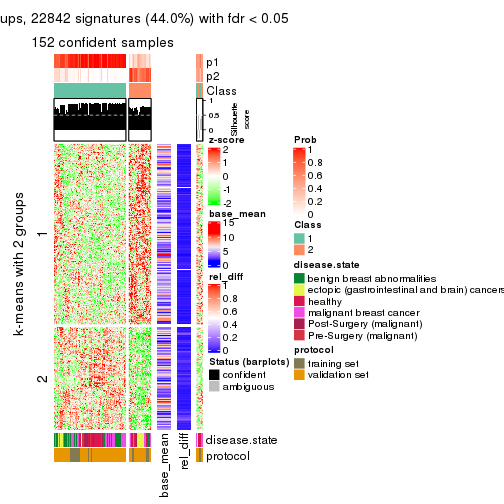 ups, 22842 signatures (44.0%) with fdr < 0.05
152 confident samples
p1
p2
Class
1
0.5
0
Silhouette
score
k-means with 2 groups
1
2
z-score
2
1
0
-1
-2
base_mean
15
10
5
0
rel_diff
1
0.8
0.6
0.4
0.2
0
Status (barplots)
confident
ambiguous
Prob
1
0.8
0.6
0.4
0.2
0
Class
1
2
disease.state
benign breast abnormalities
ectopic (gastrointestinal and brain) cancers
healthy
malignant breast cancer
Post-Surgery (malignant)
Pre-Surgery (malignant)
protocol
training set
validation set
disease.state
protocol
base_mean
rel_diff